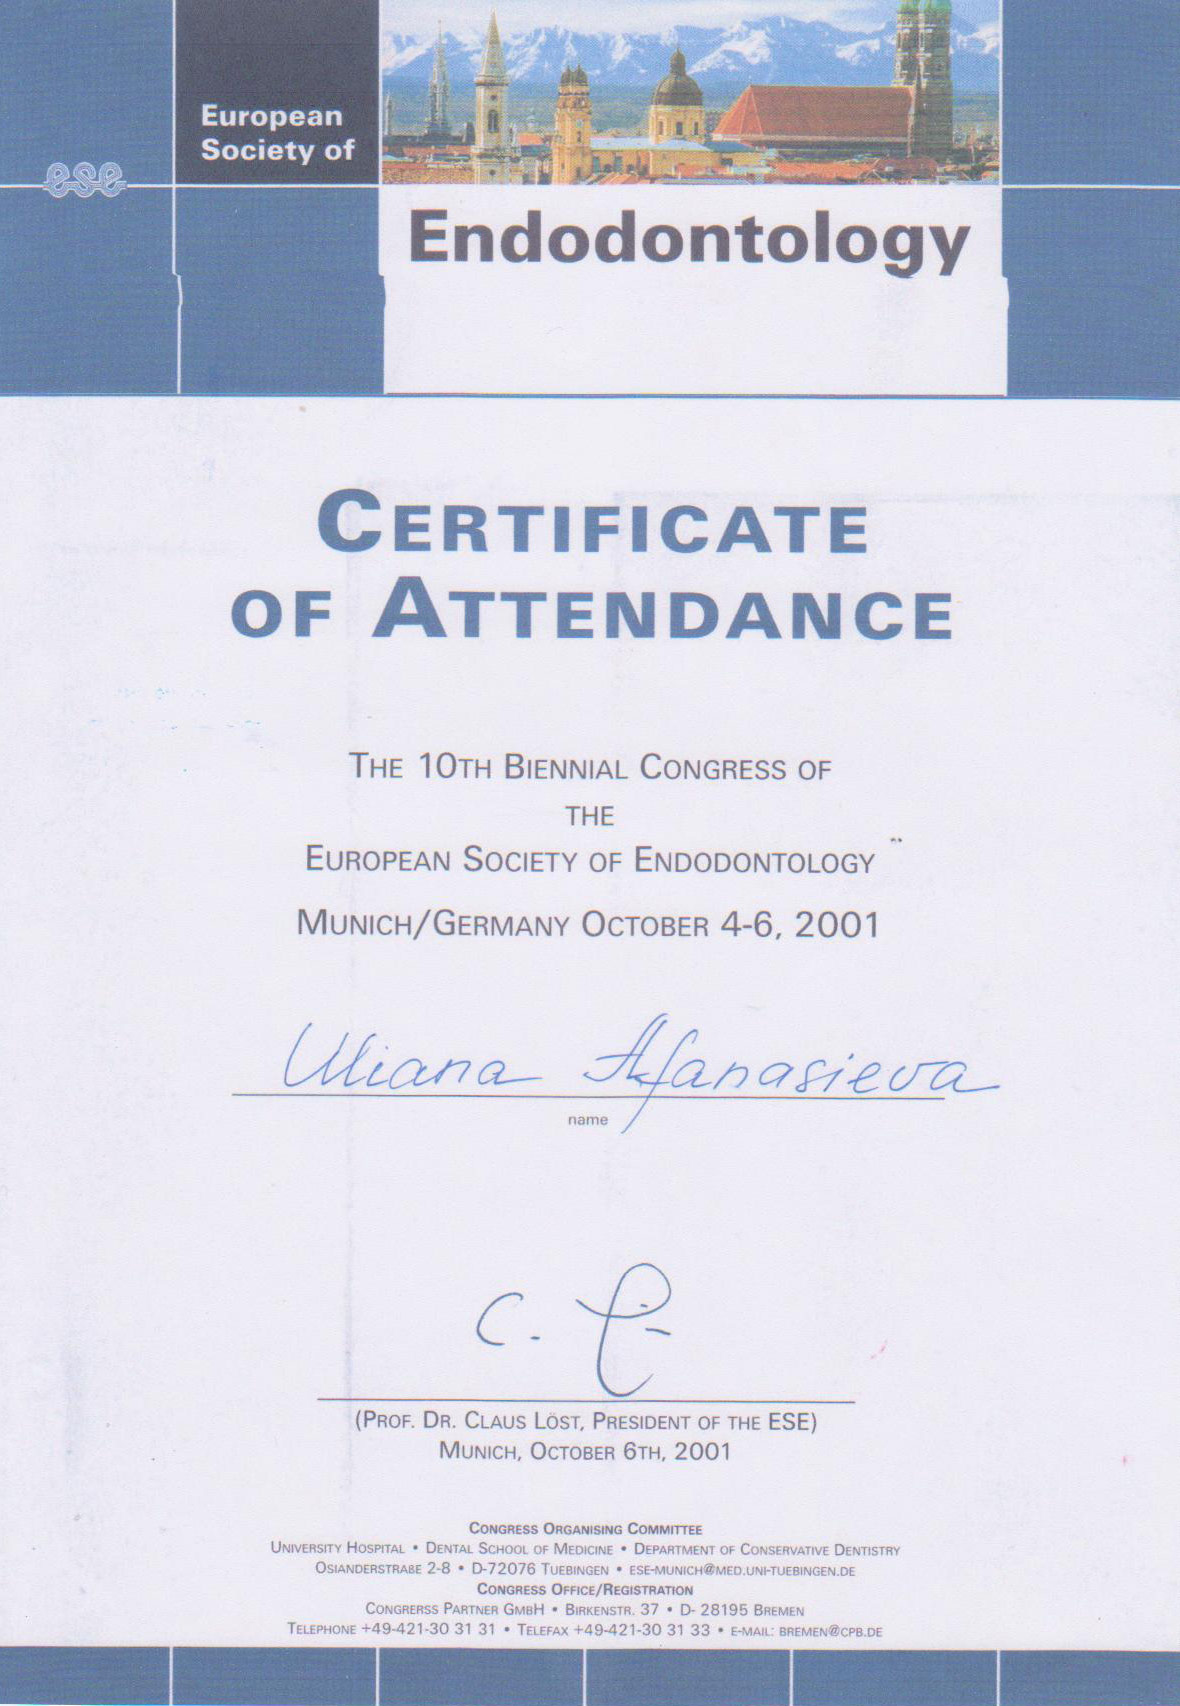 European
Society of
ese
Endodontology
CERTIFICATE
OF ATTENDANCE
THE 10TH BIENNIAL CONGRESS OF
THE
EUROPEAN SOCIETY OF ENDODONTOLOGY
MUNICH/GERMANY OCTOBER 4-6, 2001
Uliana Afanasieva
name
C.
(PROF. DR. CLAUS LÖST, PRESIDENT OF THE ESE)
MUNICH, OCTOBER 6TH, 2001
CONGRESS ORGANISING COMMITTEE
UNIVERSITY HOSPITAL • DENTAL SCHOOL OF MEDICINE • DEPARTMENT OF CONSERVATIVE DENTISTRY
OSIANDERSTRAßE 2-8 • D-72076 TUEBINGEN • ESE-MUNICH@MED.UNI-TUEBINGEN.DE
CONGRESS OFFICE/REGISTRATION
CONGRERSS PARTNER GMBH • BIRKENSTR. 37 • D- 28195 BREMEN
TELEPHONE +49-421-30 31 31 • TELEFAX +49-421-30 31 33 • E-MAIL: BREMEN@CPB.DE